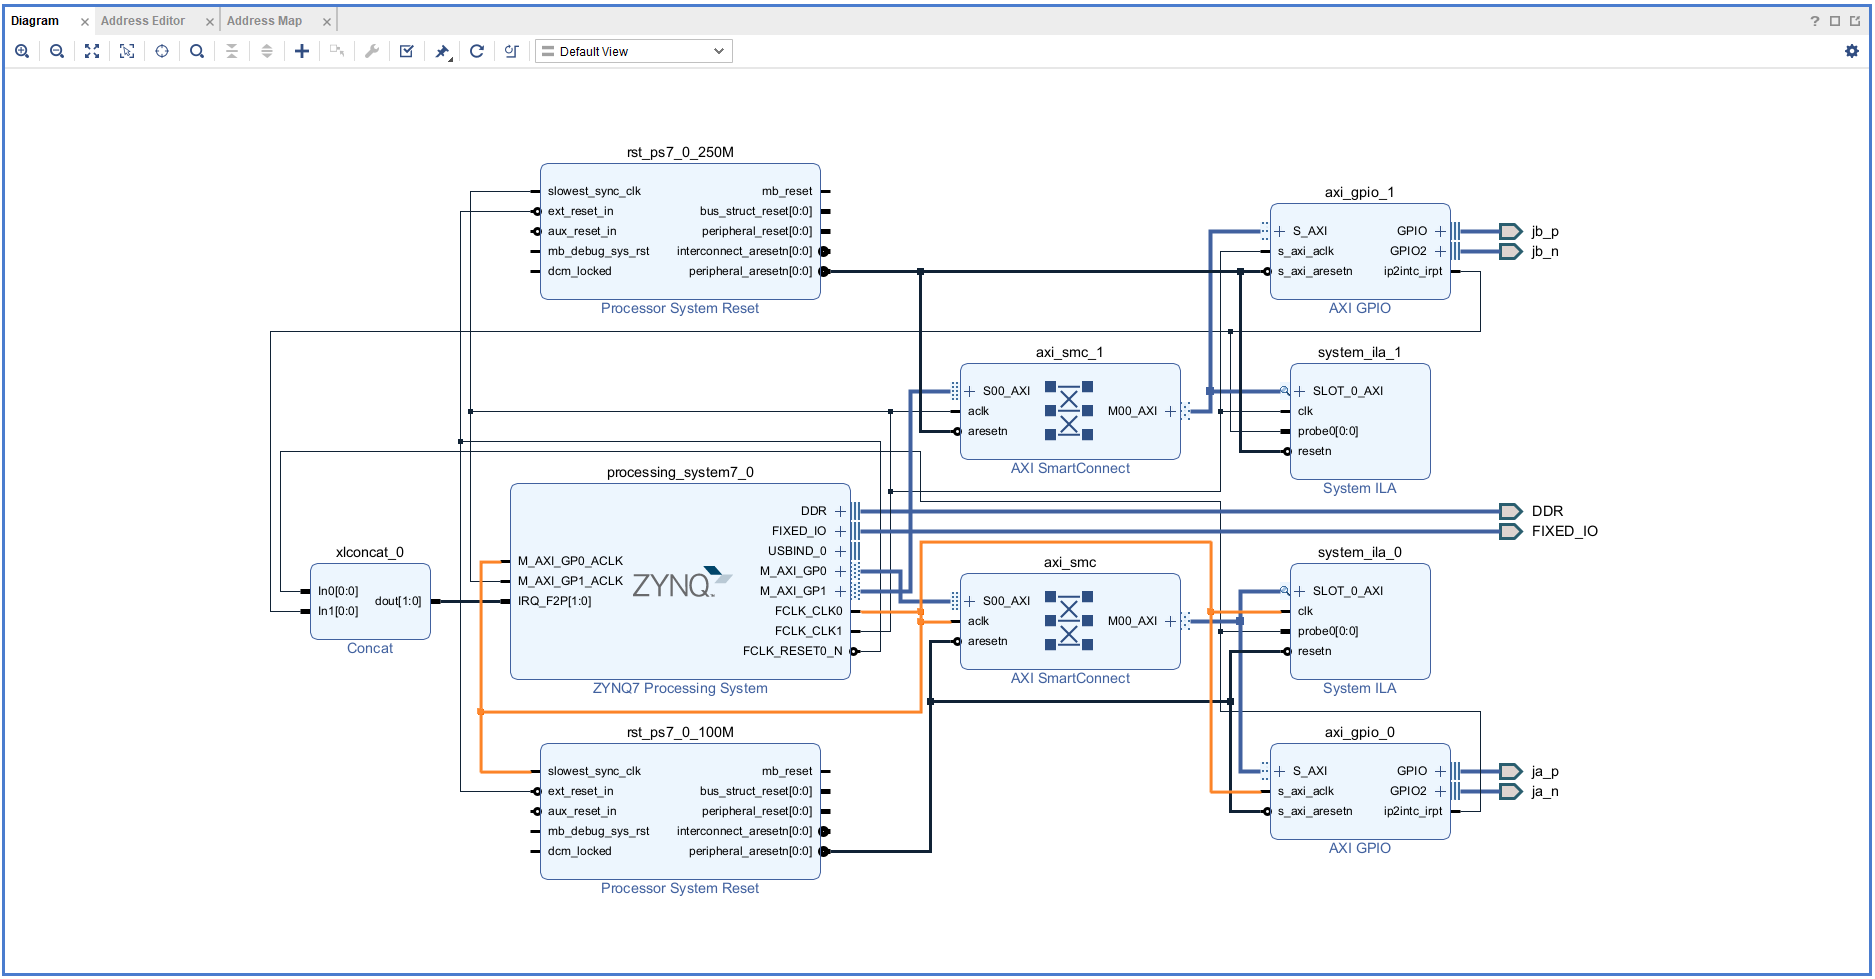 Diagram
Address Editor
Address Map
?
Default View
rst_ps7_0_250M
slowest_sync_clk
ext_reset_in
aux_reset_in
mb_debug_sys_rst
dcm_locked
mb_reset
bus_struct_reset[0:0]
peripheral_reset[0:0]
interconnect_aresetn[0:0]
peripheral_aresetn[0:0]
Processor System Reset
axi_gpio_1
S_AXI
s_axi_aclk
s_axi_aresetn
GPIO
GPIO2
ip2intc_irpt
AXI GPIO
jb_p
jb_n
axi_smc_1
S00_AXI
aclk
aresetn
M00_AXI
AXI SmartConnect
system_ila_1
SLOT_0_AXI
clk
probe0[0:0]
resetn
System ILA
processing_system7_0
M_AXI_GP0_ACLK
M_AXI_GP1_ACLK
IRQ_F2P[1:0]
ZYNQ
DDR
FIXED_IO
USBIND_0
M_AXI_GP0
M_AXI_GP1
FCLK_CLK0
FCLK_CLK1
FCLK_RESET0_N
ZYNQ7 Processing System
DDR
FIXED_IO
xlconcat_0
In0[0:0]
In1[0:0]
dout[1:0]
Concat
axi_smc
S00_AXI
aclk
aresetn
M00_AXI
AXI SmartConnect
system_ila_0
SLOT_0_AXI
clk
probe0[0:0]
resetn
System ILA
rst_ps7_0_100M
slowest_sync_clk
ext_reset_in
aux_reset_in
mb_debug_sys_rst
dcm_locked
mb_reset
bus_struct_reset[0:0]
peripheral_reset[0:0]
interconnect_aresetn[0:0]
peripheral_aresetn[0:0]
Processor System Reset
axi_gpio_0
S_AXI
s_axi_aclk
s_axi_aresetn
GPIO
GPIO2
ip2intc_irpt
AXI GPIO
ja_p
ja_n